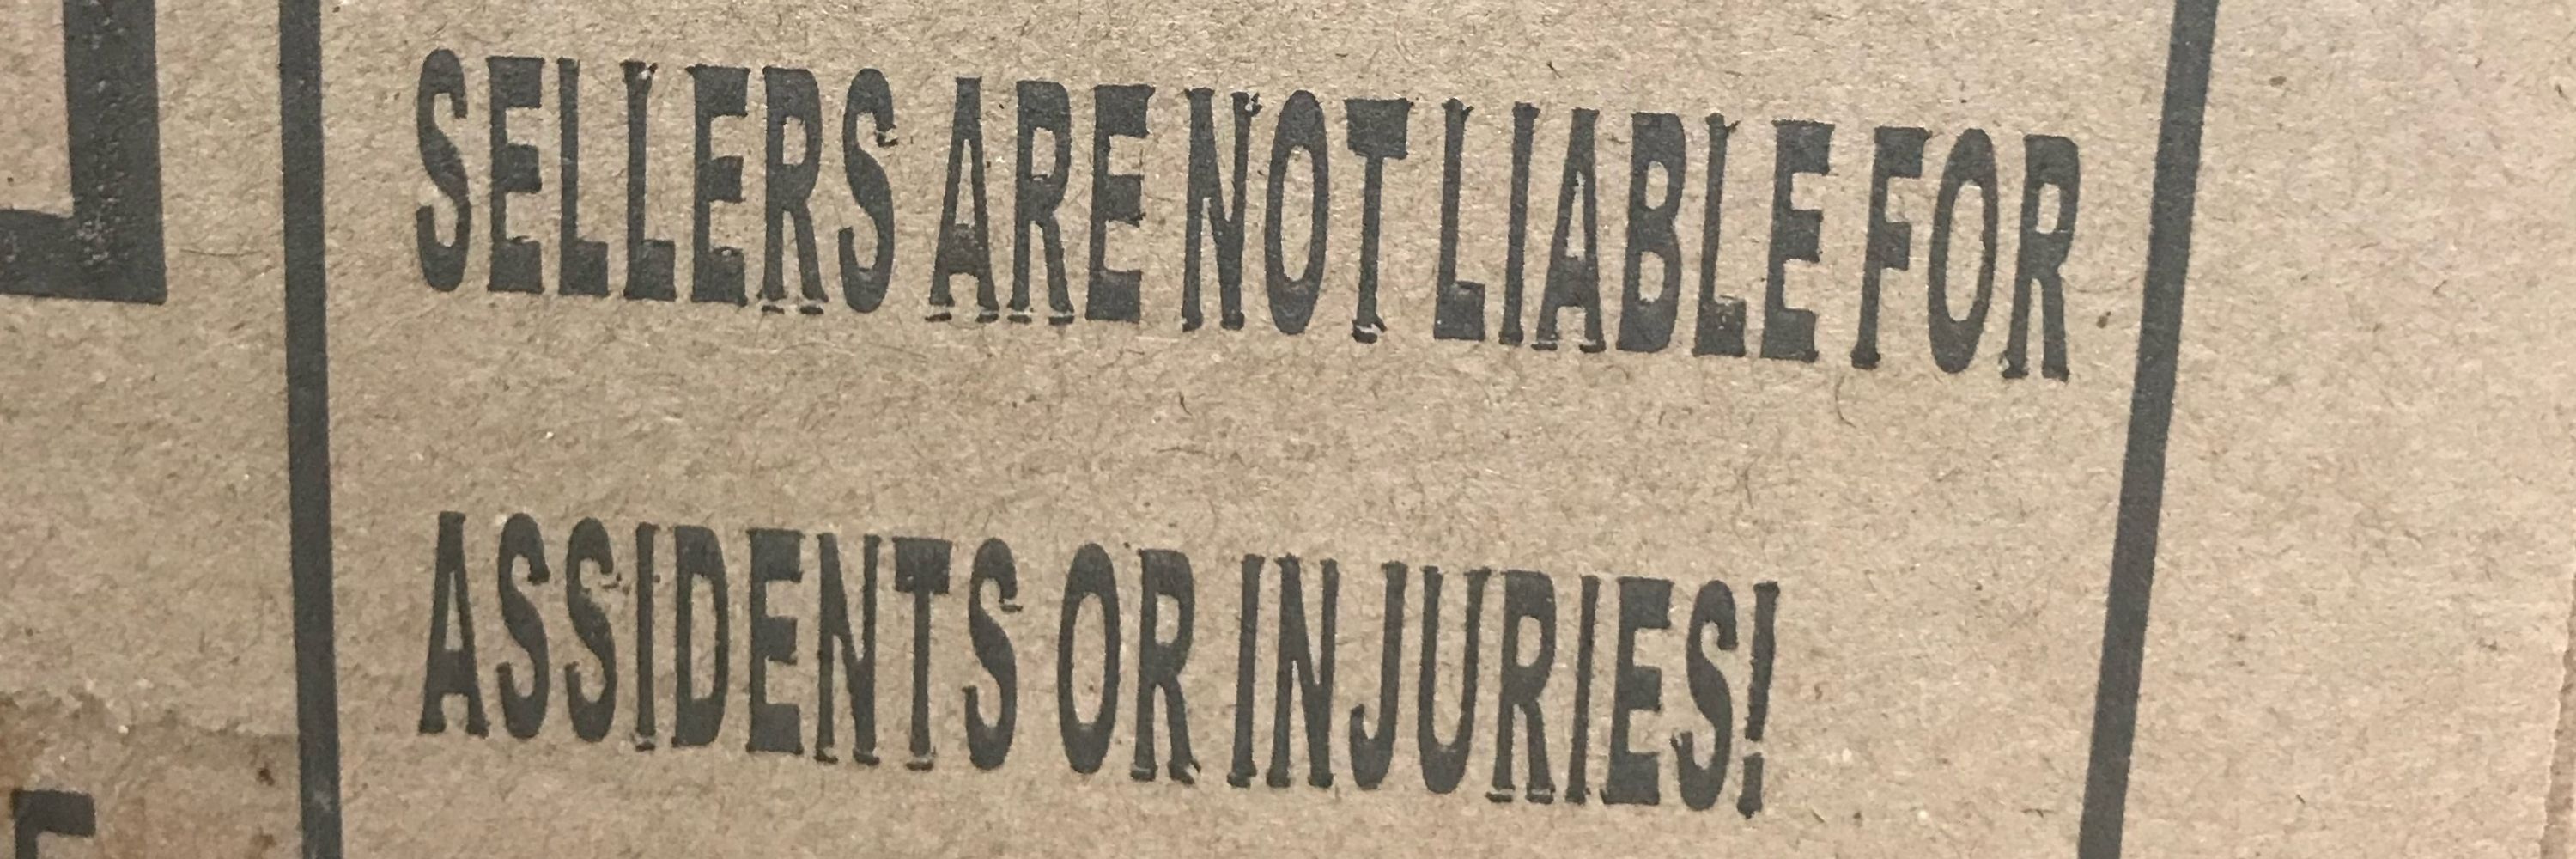 SELLERS ARE NOT LIABLE FOR
ASSIDENTS OR INJURIES!